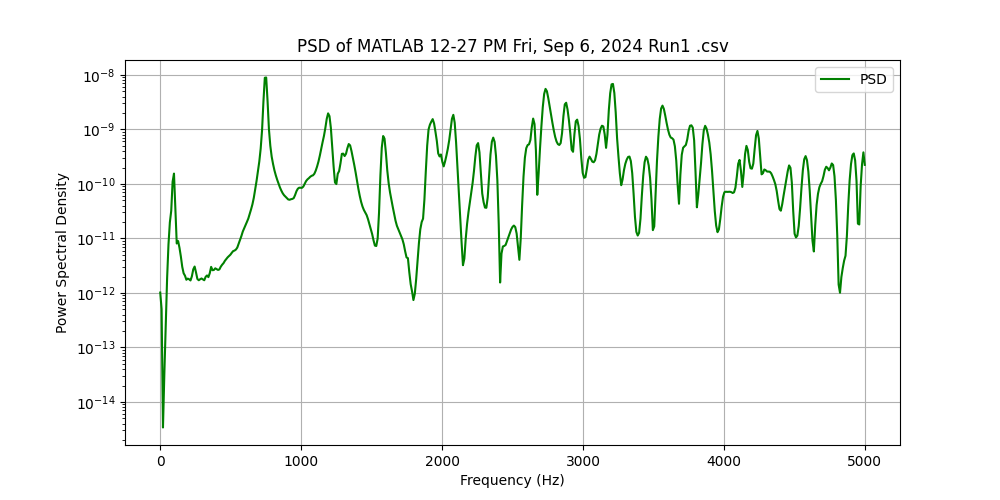 PSD of MATLAB 12-27 PM Fri, Sep 6, 2024 Run1 .csv
PSD
10⁻⁸
10⁻⁹
10⁻¹⁰
10⁻¹¹
10⁻¹²
10⁻¹³
10⁻¹⁴
Power Spectral Density
0 1000 2000 3000 4000 5000
Frequency (Hz)